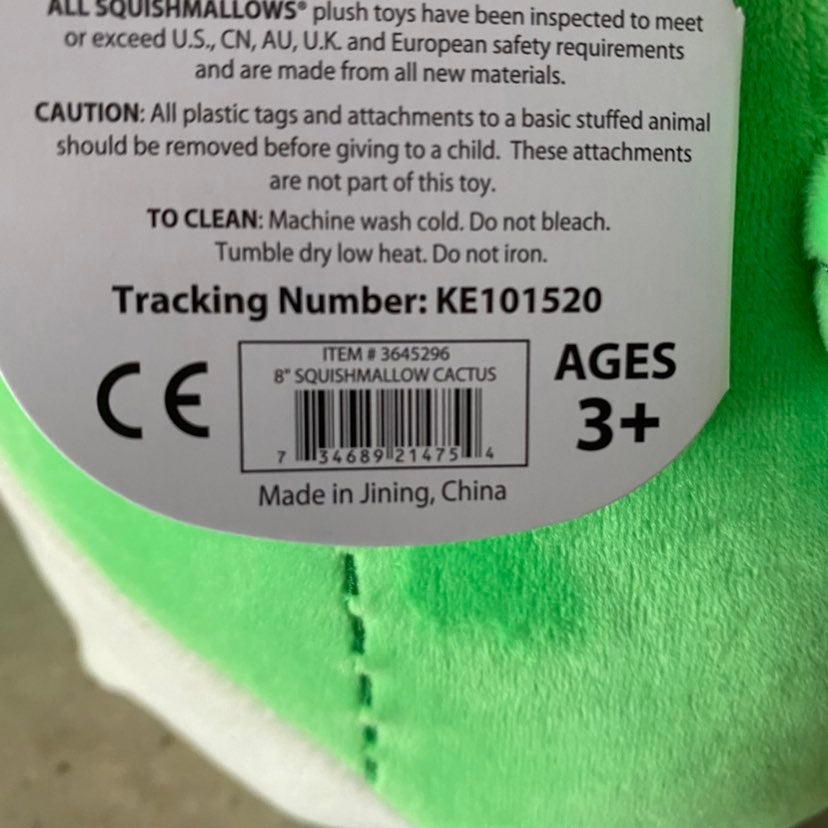 ALL SQUISHMALLOWS® plush toys have been inspected to meet
or exceed U.S., CN, AU, U.K. and European safety requirements
and are made from all new materials.
CAUTION: All plastic tags and attachments to a basic stuffed animal
should be removed before giving to a child. These attachments
are not part of this toy.
TO CLEAN: Machine wash cold. Do not bleach.
Tumble dry low heat. Do not iron.
Tracking Number: KE101520
CE
ITEM # 3645296
8" SQUISHMALLOW CACTUS
7 34689 21475 4
AGES
3+
Made in Jining, China